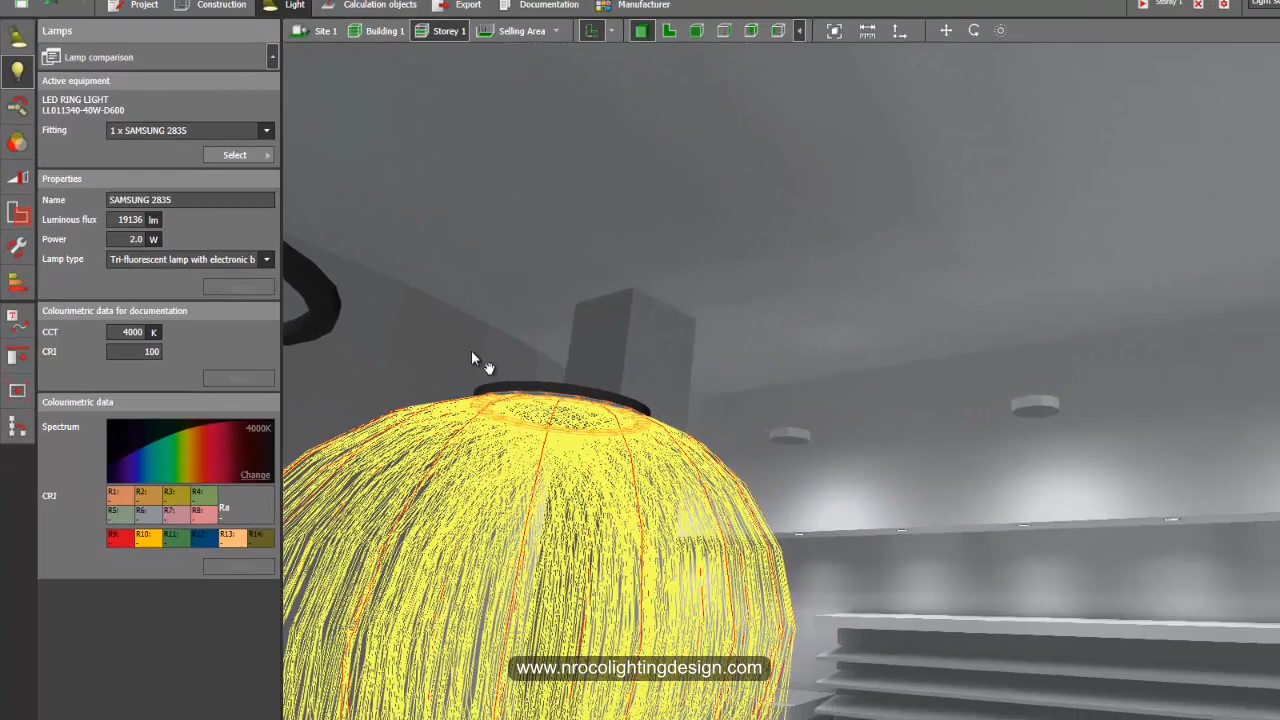 Project Construction Light Calculation objects Export Documentation Manufacturer Storey 1
Lamps Site 1 Building 1 Storey 1 Selling Area
Lamp comparison
Active equipment
LED RING LIGHT
LL011340-40W-D600
Fitting 1 x SAMSUNG 2835
Select
Properties
Name SAMSUNG 2835
Luminous flux 19136 lm
Power 2.0 W
Lamp type Tri-fluorescent lamp with electronic b
Colourimetric data for documentation
CCT 4000 K
CRI 100
Colourimetric data
Spectrum 4000K
Change
CRI R1: R2: R3: R4:
Ra
R5: R6: R7: R8:
R9: R10: R11: R12: R13: R14:
www.nrocolightingdesign.com